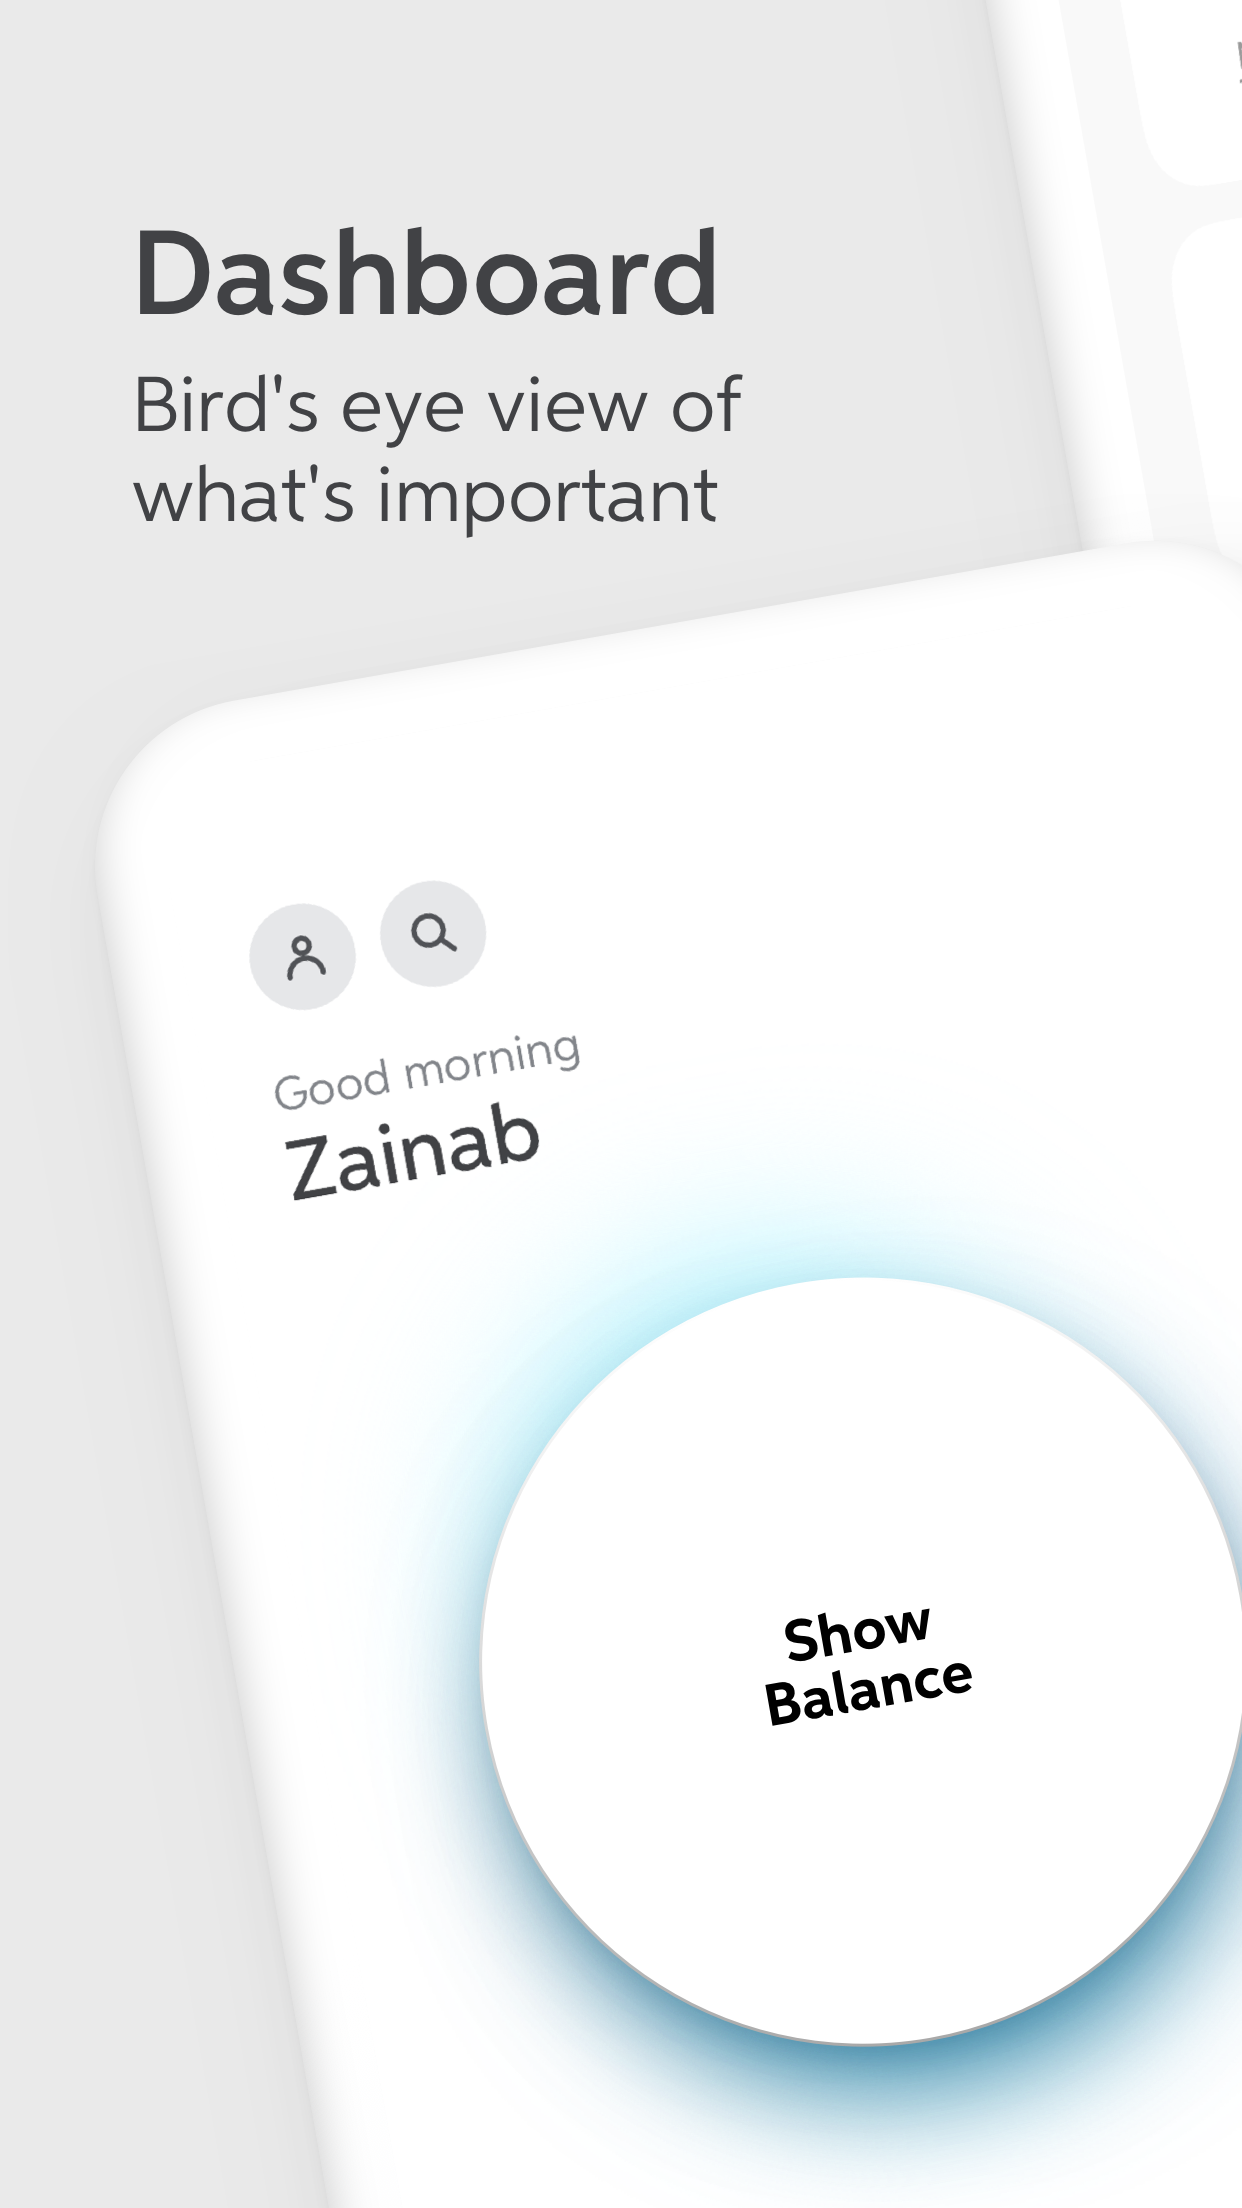 Dashboard
Bird's eye view of
what's important
Good morning
Zainab
Show
Balance